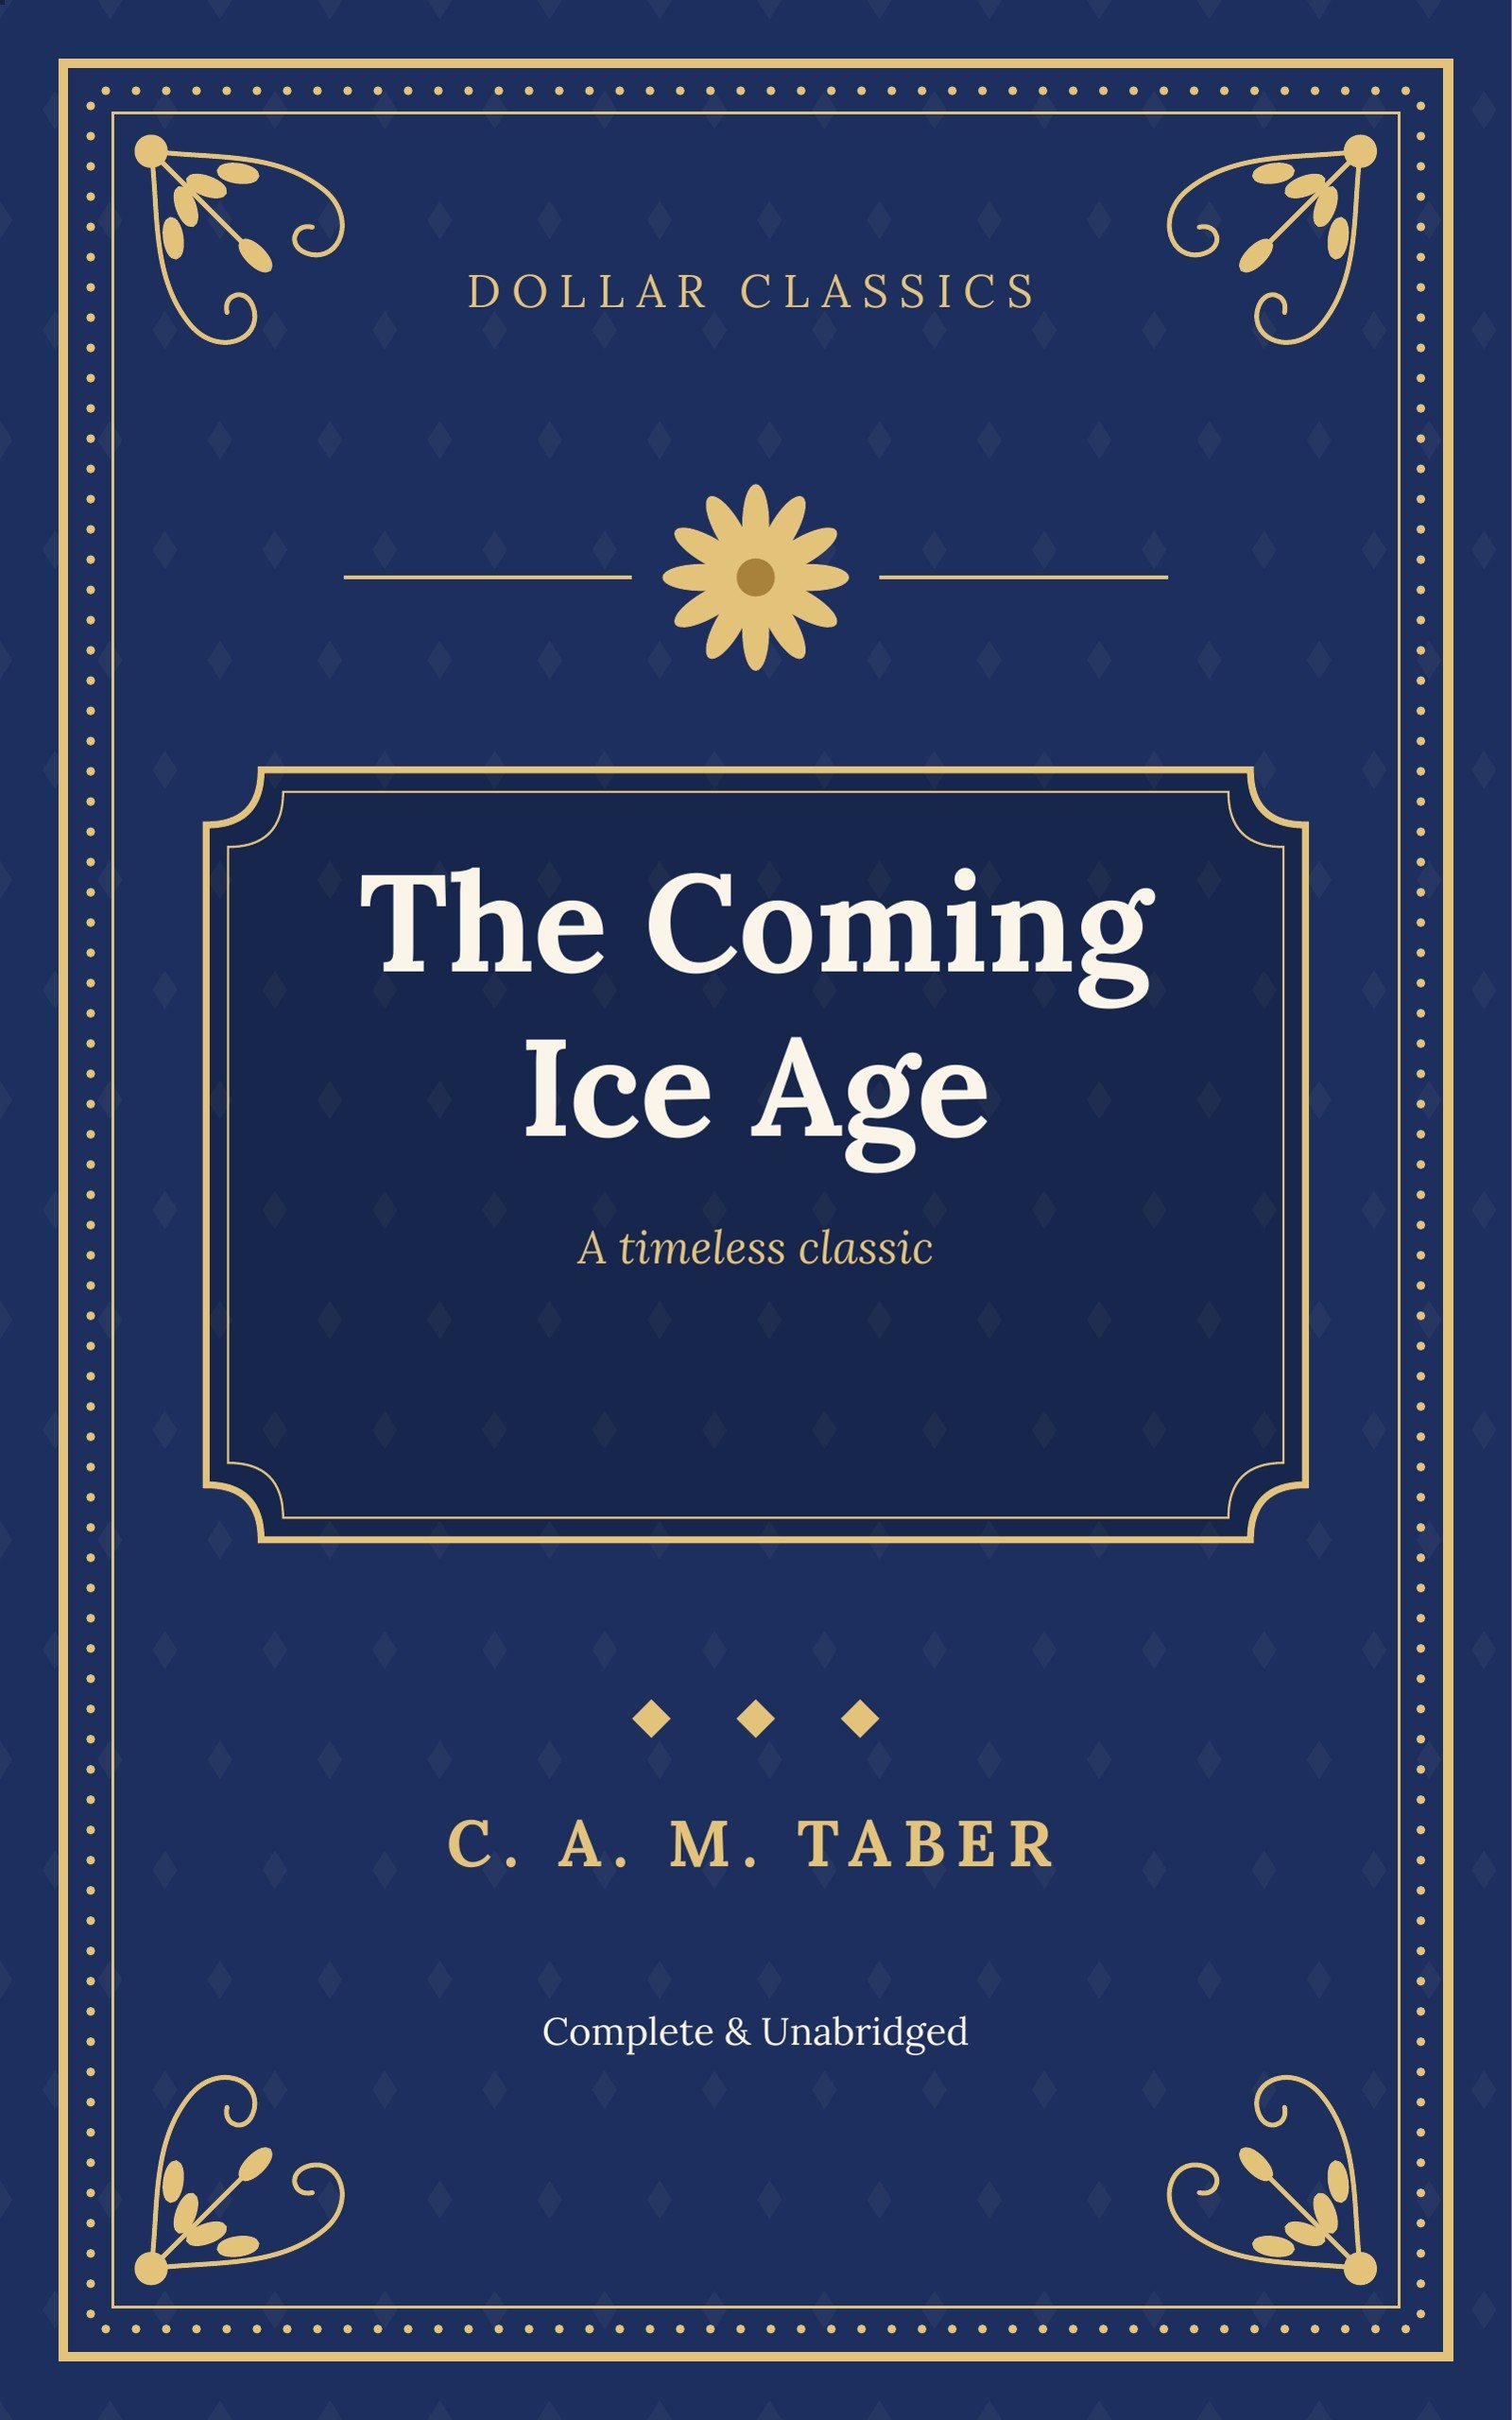 DOLLAR CLASSICS
The Coming
Ice Age
A timeless classic
C. A. M. TABER
Complete & Unabridged